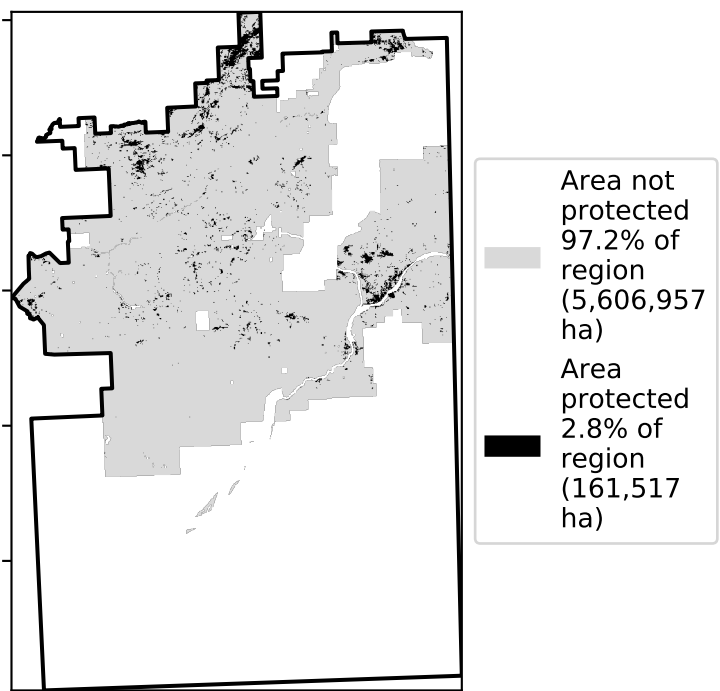 Area not
protected
97.2% of
region
(5,606,957
ha)
Area
protected
2.8% of
region
(161,517
ha)